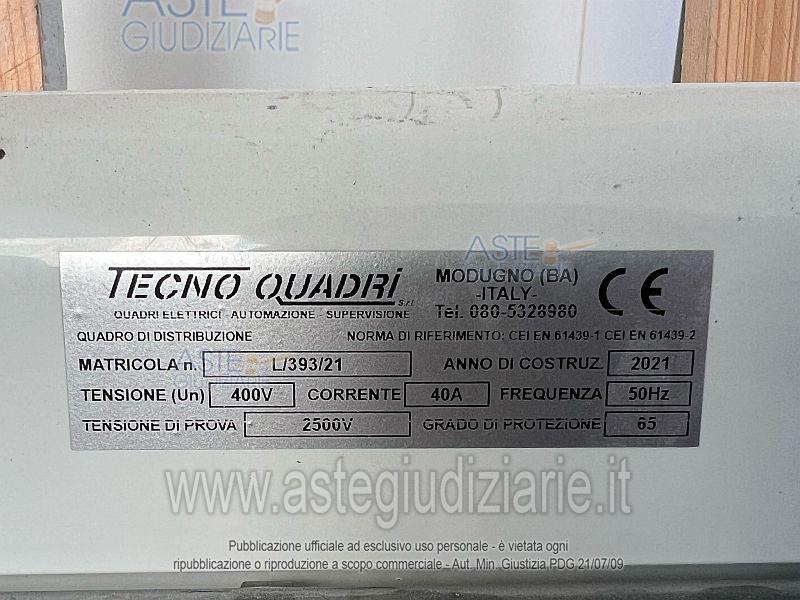 ASTE
GIUDIZIARIE
ASTE
TECNO QUADRI S.r.l
QUADRI ELETTRICI AUTOMAZIONE SUPERVISIONE
MODUGNO (BA)
-ITALY-
Tel. 080-5328980
CE
QUADRO DI DISTRIBUZIONE NORMA DI RIFERIMENTO: CEI EN 61439-1 CEI EN 61439-2
MATRICOLA n. L/393/21 ANNO DI COSTRUZ. 2021
TENSIONE (Un) 400V CORRENTE 40A FREQUENZA 50Hz
TENSIONE DI PROVA 2500V GRADO DI PROTEZIONE 65
ASTE
GIUDIZIARIE
www.astegiudiziarie.it
Pubblicazione ufficiale ad esclusivo uso personale - è vietata ogni
ripubblicazione o riproduzione a scopo commerciale - Aut. Min. Giustizia PDG 21/07/09